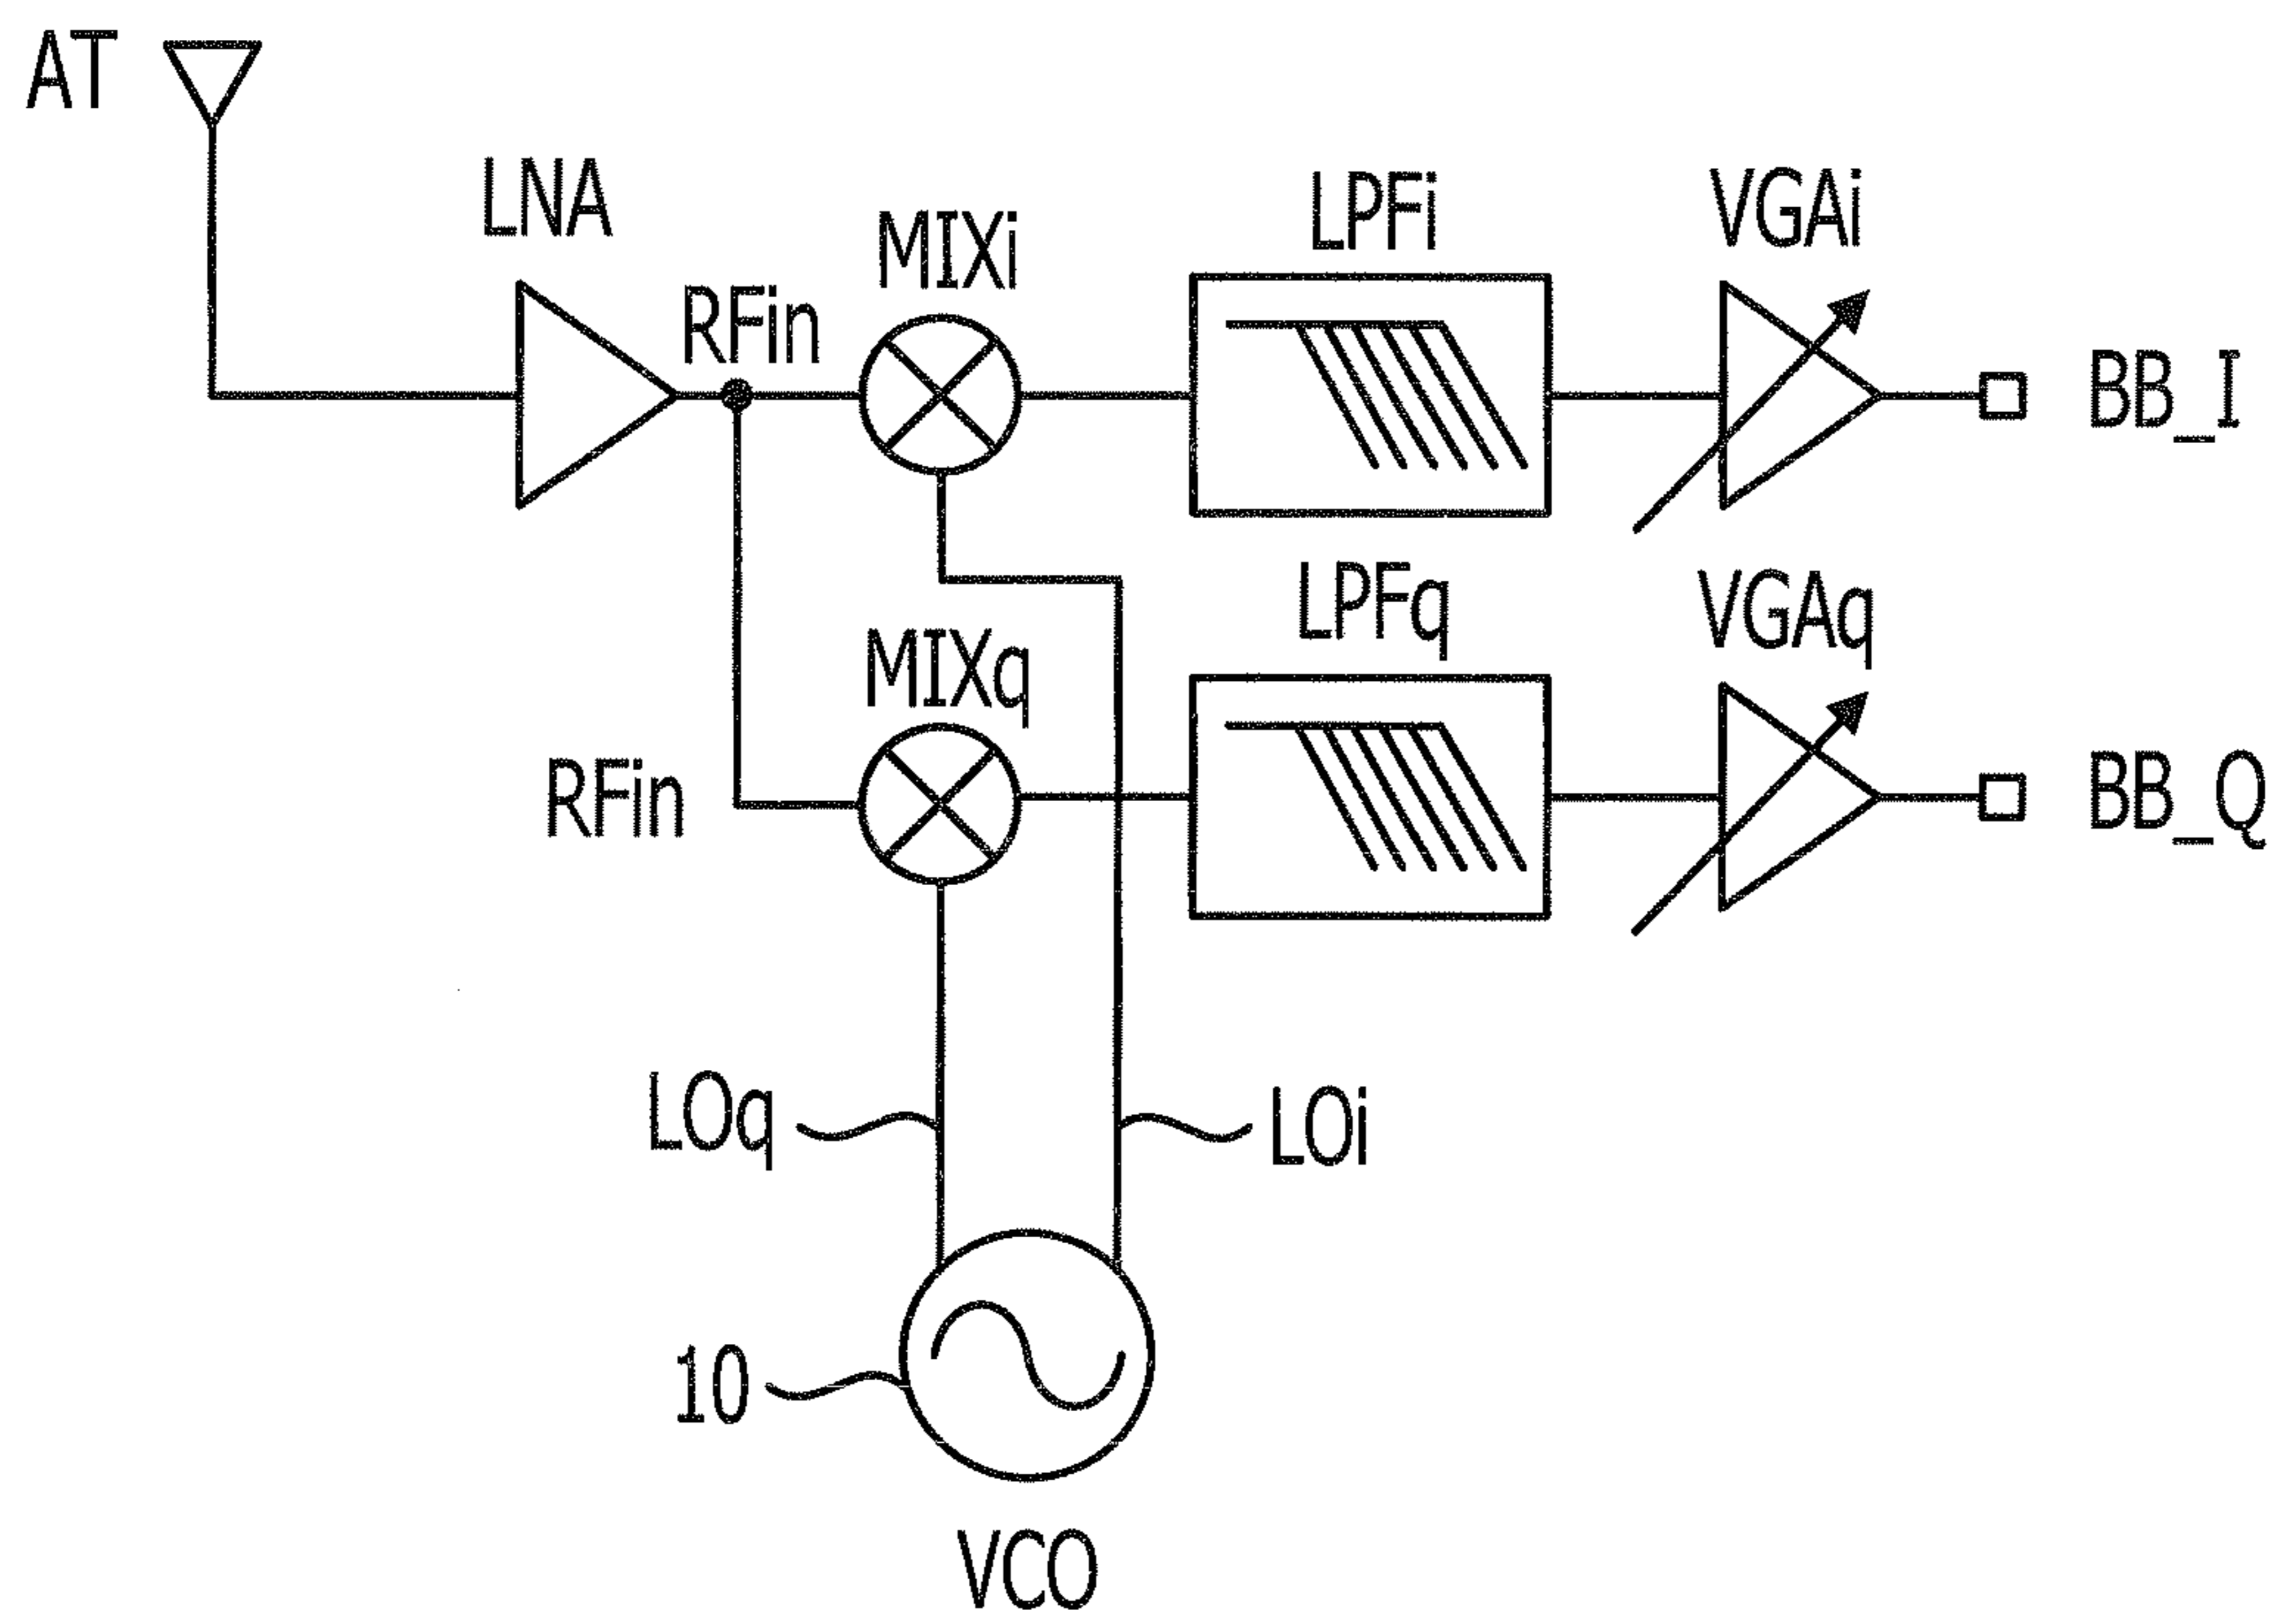 AT
LNA
RFin
MIXi
LPFi
VGAi
BB_I
MIXq
RFin
LPFq
VGAq
BB_Q
LOq
LOi
10
VCO